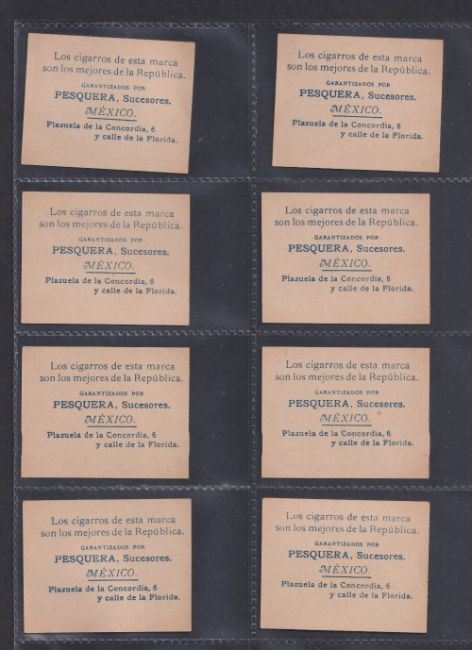 Los cigarros de esta marca
son los mejores de la República.
GARANTIZADOS POR
PESQUERA, Sucesores.
MÉXICO.
Plazuela de la Concordia, 6
y calle de la Florida.
Los cigarros de esta marca
son los mejores de la República.
GARANTIZADOS POR
PESQUERA, Sucesores.
MÉXICO.
Plazuela de la Concordia, 6
y calle de la Florida.
Los cigarros de esta marca
son los mejores de la República.
GARANTIZADOS POR
PESQUERA, Sucesores.
MÉXICO.
Plazuela de la Concordia, 6
y calle de la Florida.
Los cigarros de esta marca
son los mejores de la República.
GARANTIZADOS POR
PESQUERA, Sucesores.
MÉXICO.
Plazuela de la Concordia, 6
y calle de la Florida.
Los cigarros de esta marca
son los mejores de la República.
GARANTIZADOS POR
PESQUERA, Sucesores.
MÉXICO.
Plazuela de la Concordia, 6
y calle de la Florida.
Los cigarros de esta marca
son los mejores de la República.
GARANTIZADOS POR
PESQUERA, Sucesores.
MÉXICO.
Plazuela de la Concordia, 6
y calle de la Florida.
Los cigarros de esta marca
son los mejores de la República.
GARANTIZADOS POR
PESQUERA, Sucesores.
MÉXICO.
Plazuela de la Concordia, 6
y calle de la Florida.
Los cigarros de esta marca
son los mejores de la República.
GARANTIZADOS POR
PESQUERA, Sucesores.
MÉXICO.
Plazuela de la Concordia, 6
y calle de la Florida.